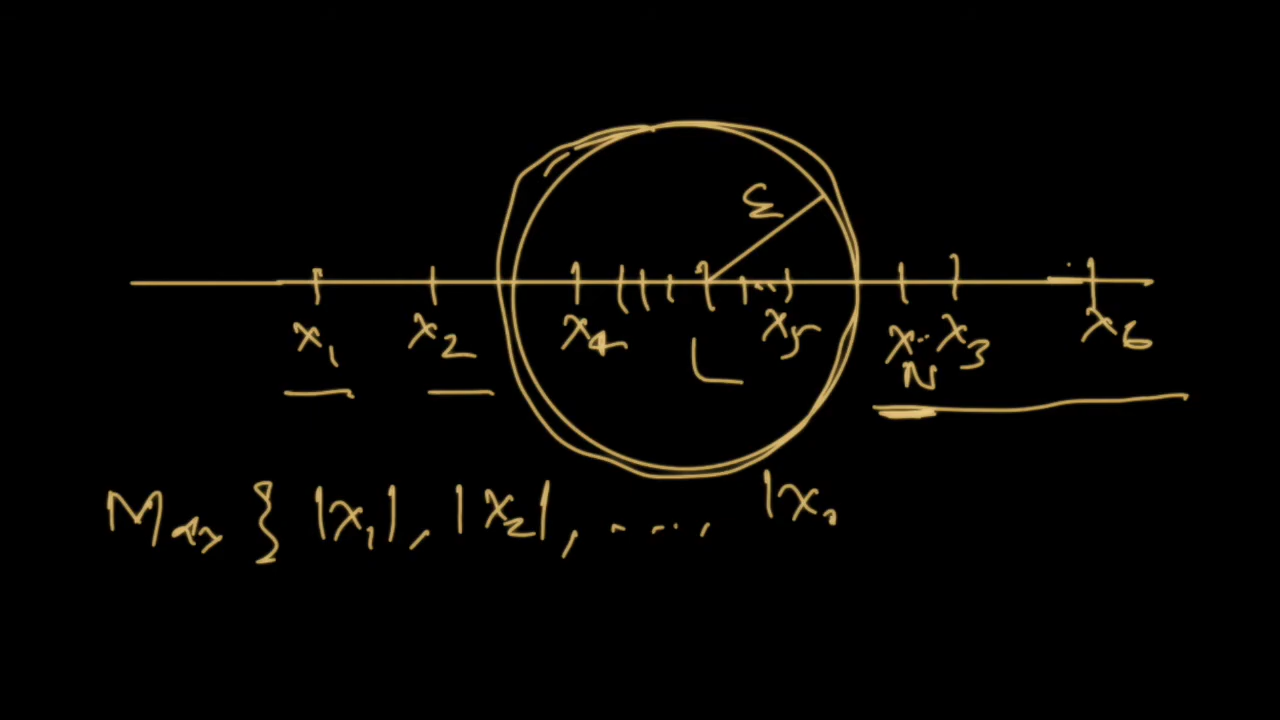 ε
x₁ x₂ x₄ L x₅ x.. x₃ x₆
N
Max } |x₁|, |x₂|, ...., |x